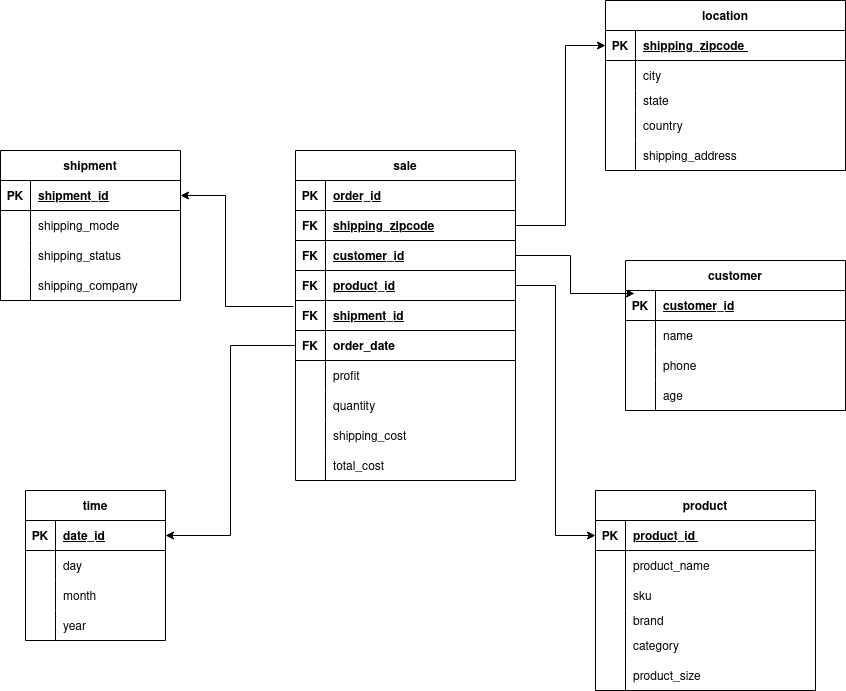 location
PK shipping_zipcode
city
state
country
shipping_address
shipment
PK shipment_id
shipping_mode
shipping_status
shipping_company
sale
PK order_id
FK shipping_zipcode
FK customer_id
FK product_id
FK shipment_id
FK order_date
profit
quantity
shipping_cost
total_cost
customer
PK customer_id
name
phone
age
time
PK date_id
day
month
year
product
PK product_id
product_name
sku
brand
category
product_size